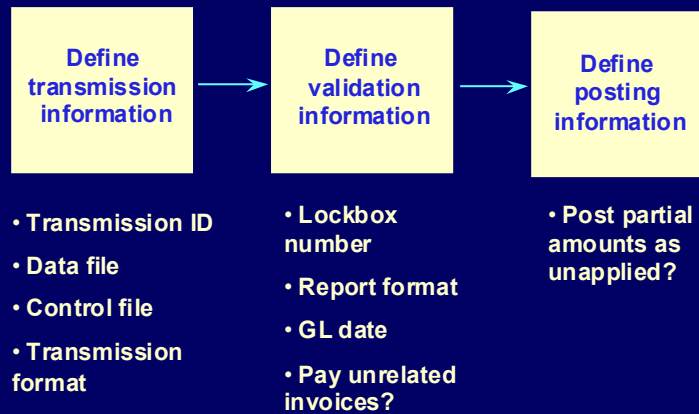 Define
transmission
information
Define
validation
information
Define
posting
information
• Transmission ID
• Data file
• Control file
• Transmission
format
• Lockbox
number
• Report format
• GL date
• Pay unrelated
invoices?
• Post partial
amounts as
unapplied?